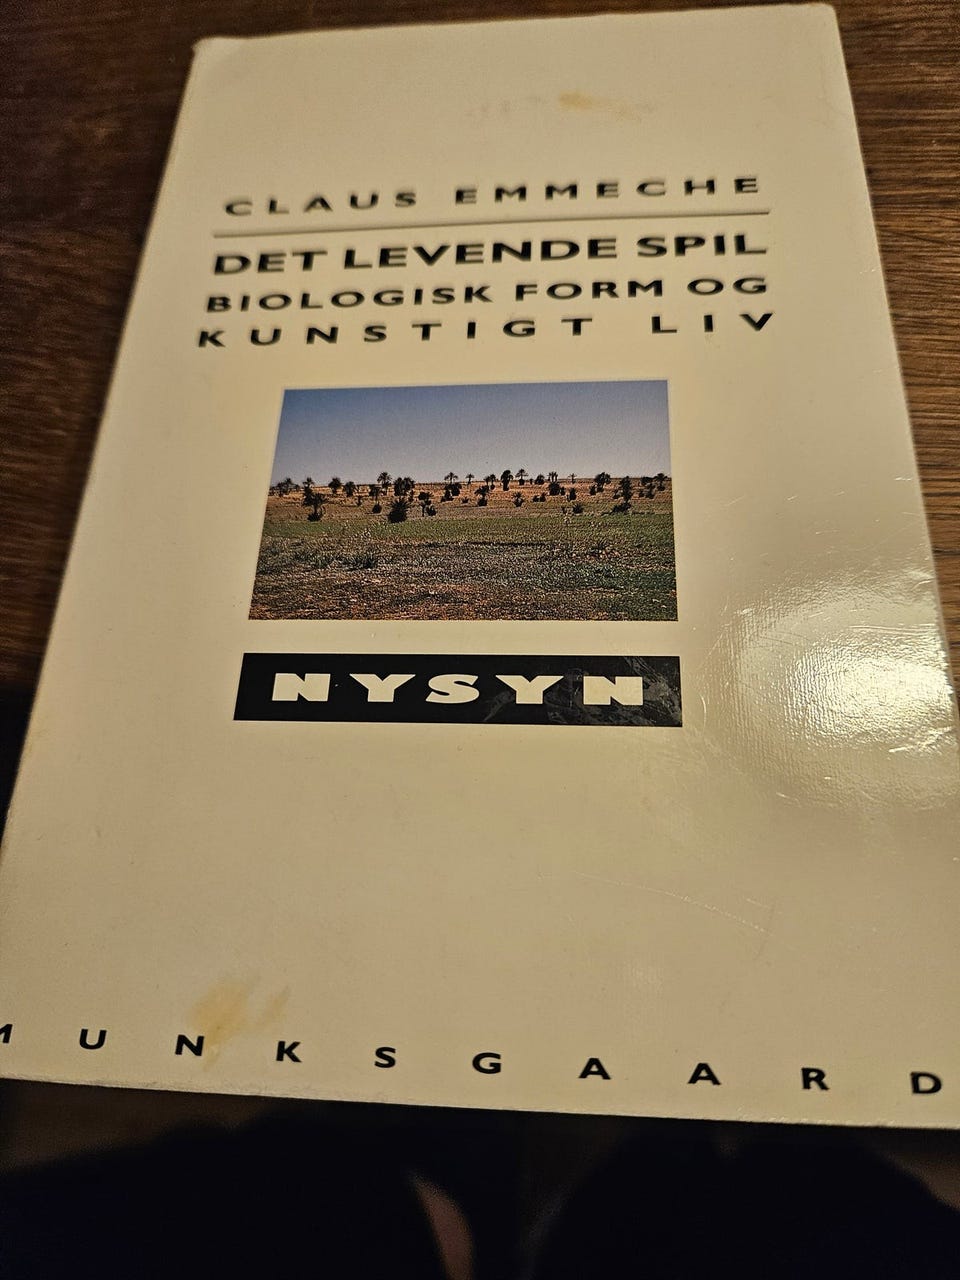 CLAUS EMMECHE
DET LEVENDE SPIL
BIOLOGISK FORM OG
KUNSTIGT LIV
NYSYN
MUNKSGAARD